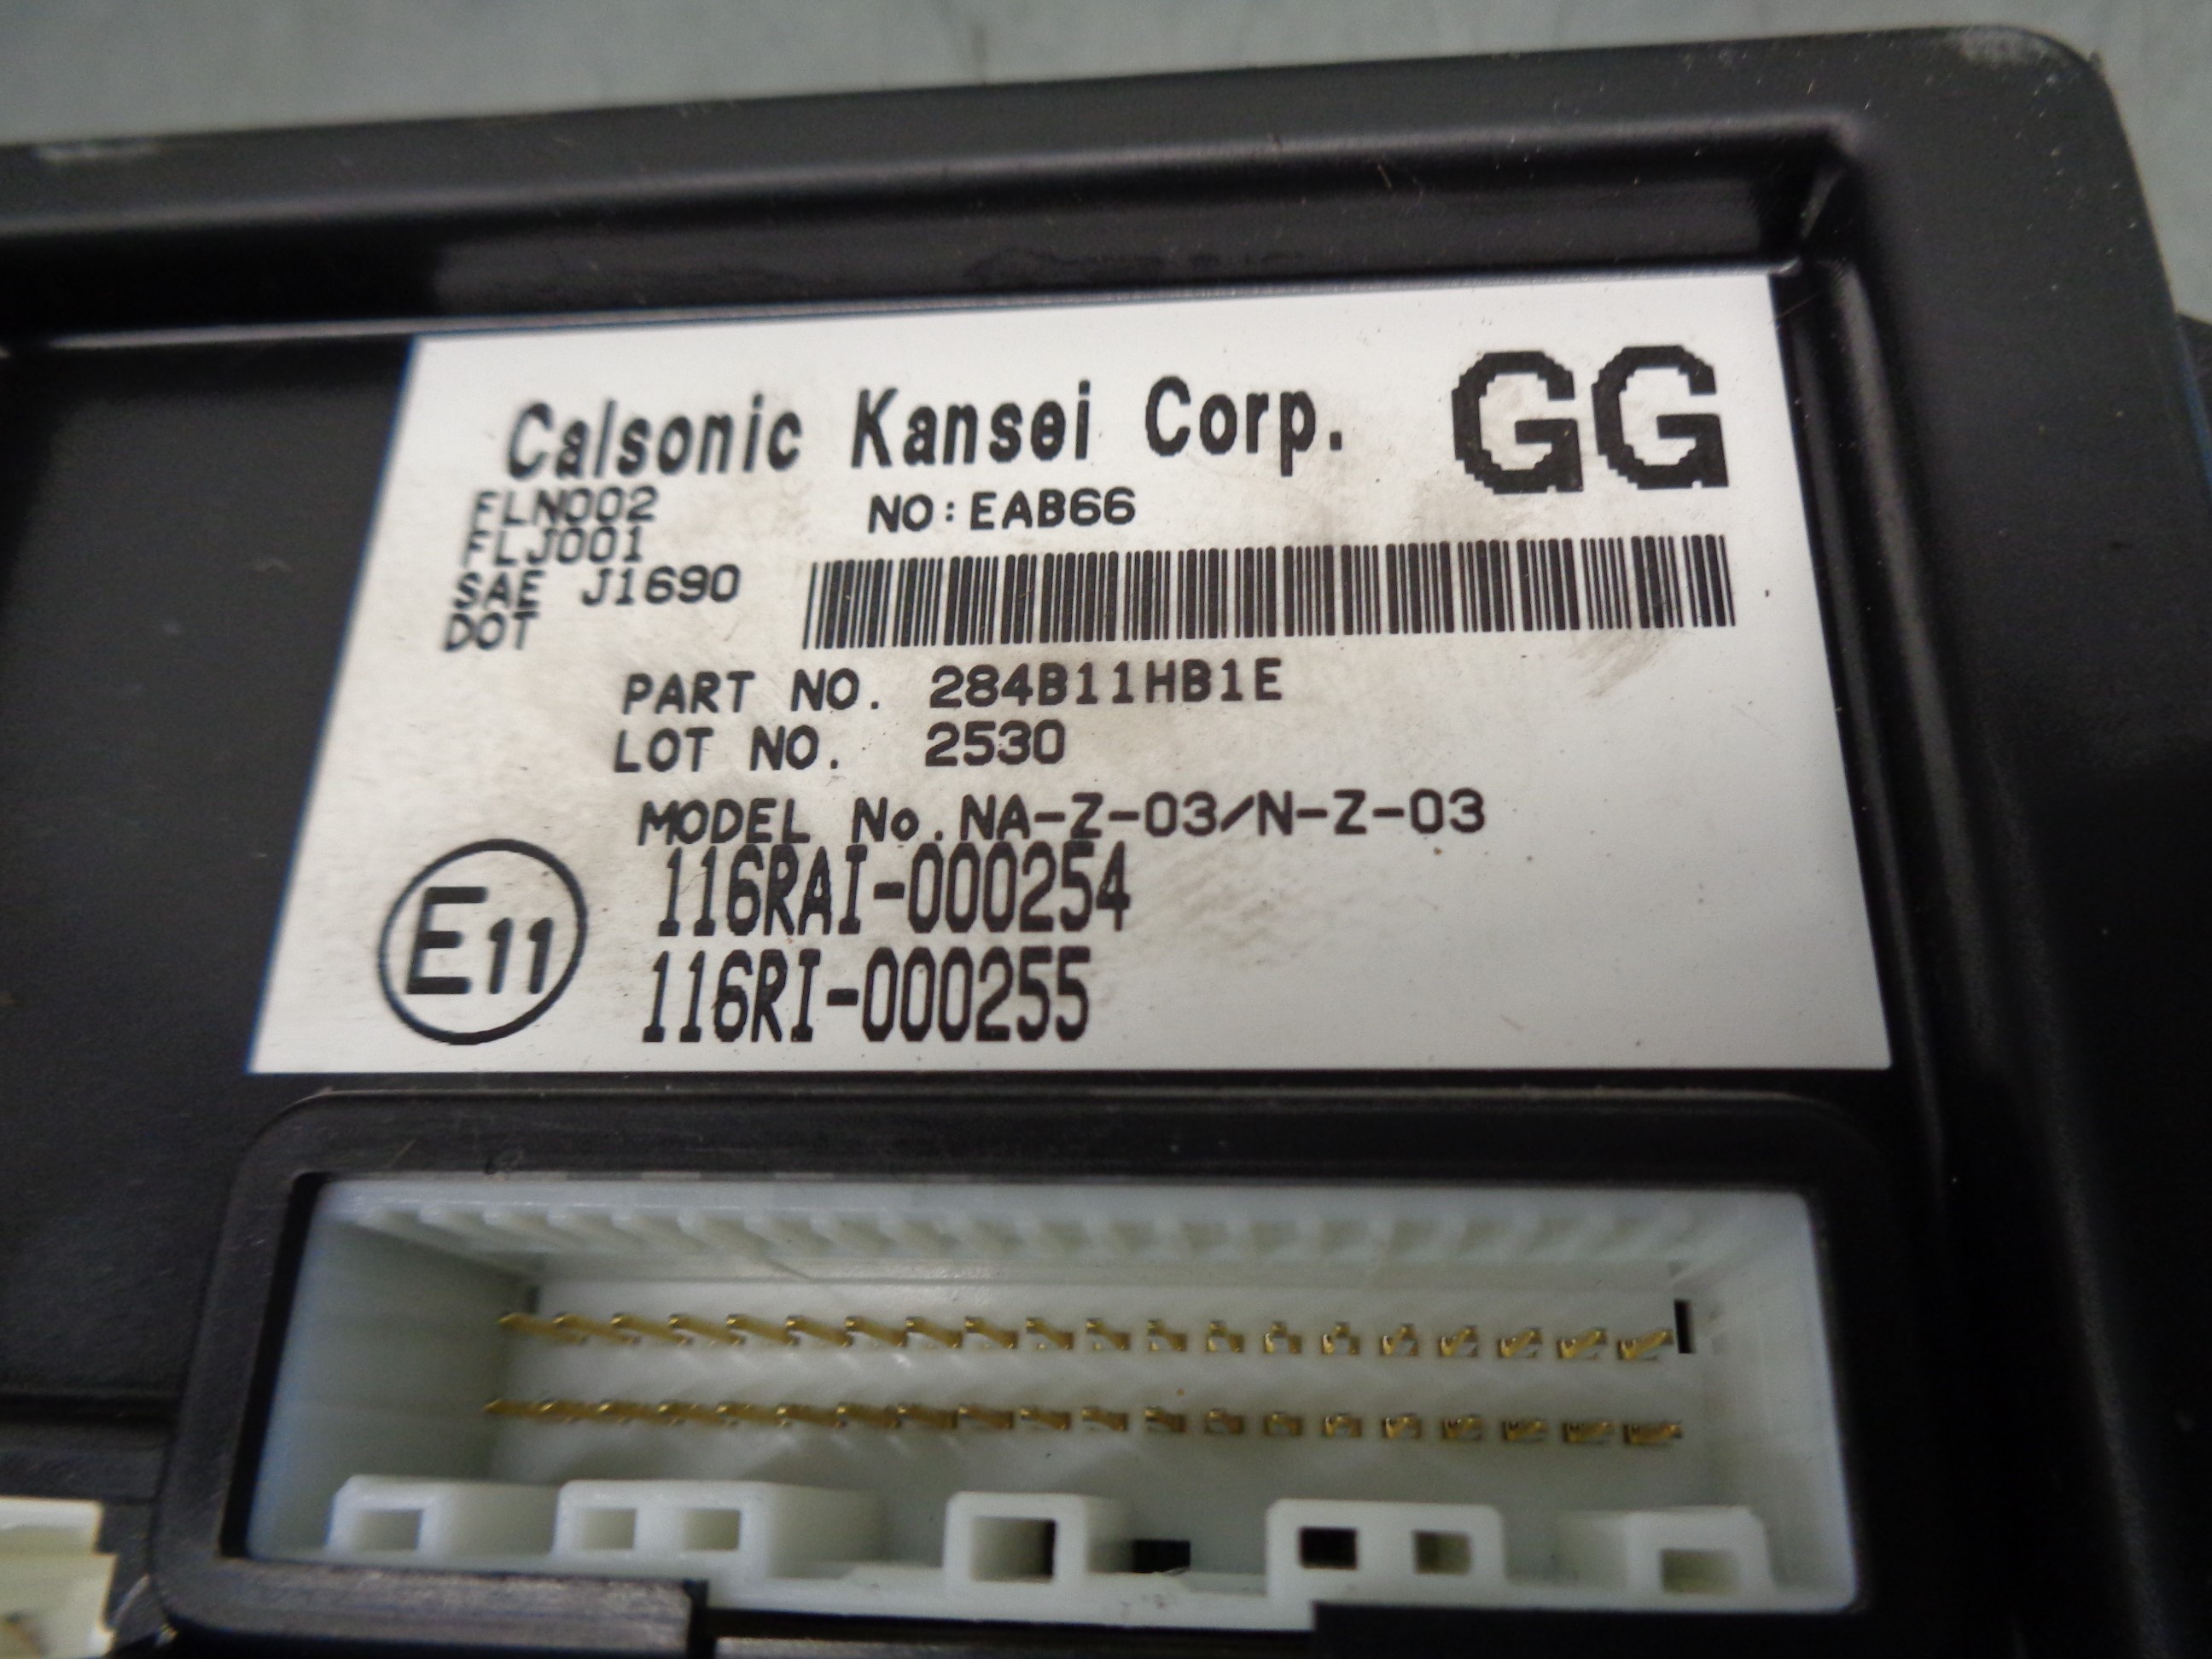 Calsonic Kansei Corp. GG
FLN002 NO:EAB66
FLJ001
SAE J1690
DOT
PART NO. 284B11HB1E
LOT NO. 2530
MODEL No.NA-Z-03/N-Z-03
116RAI-000254
E11
116RI-000255